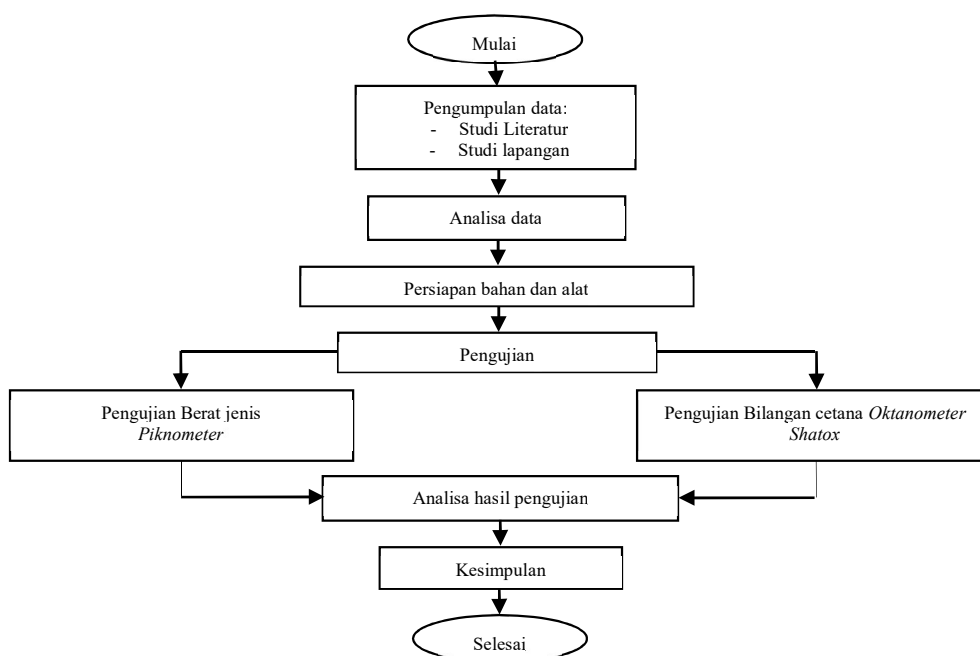 Mulai
Pengumpulan data:
- Studi Literatur
- Studi lapangan
Analisa data
Persiapan bahan dan alat
Pengujian
Pengujian Berat jenis
Piknometer
Pengujian Bilangan cetana Oktanometer
Shatox
Analisa hasil pengujian
Kesimpulan
Selesai